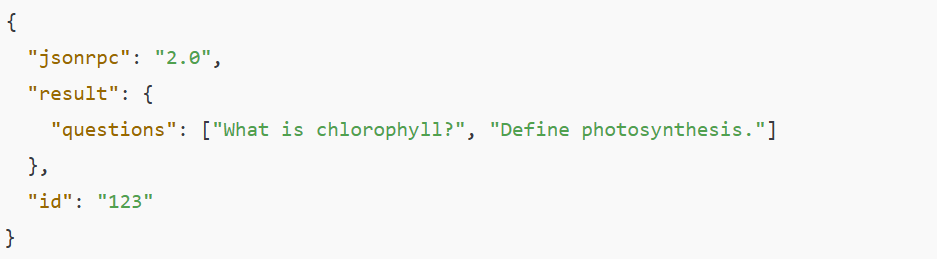 {
  "jsonrpc": "2.0",
  "result": {
    "questions": ["What is chlorophyll?", "Define photosynthesis."]
  },
  "id": "123"
}